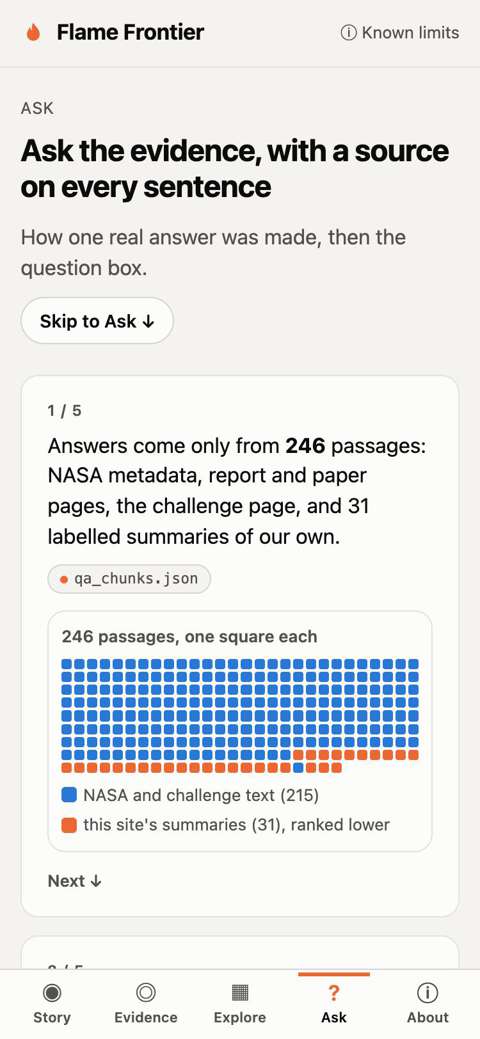 Flame Frontier
ⓘ Known limits
ASK
Ask the evidence, with a source
on every sentence
How one real answer was made, then the
question box.
Skip to Ask ↓
1 / 5
Answers come only from 246 passages:
NASA metadata, report and paper
pages, the challenge page, and 31
labelled summaries of our own.
qa_chunks.json
246 passages, one square each
NASA and challenge text (215)
this site's summaries (31), ranked lower
Next ↓
Story
Evidence
Explore
? Ask
About